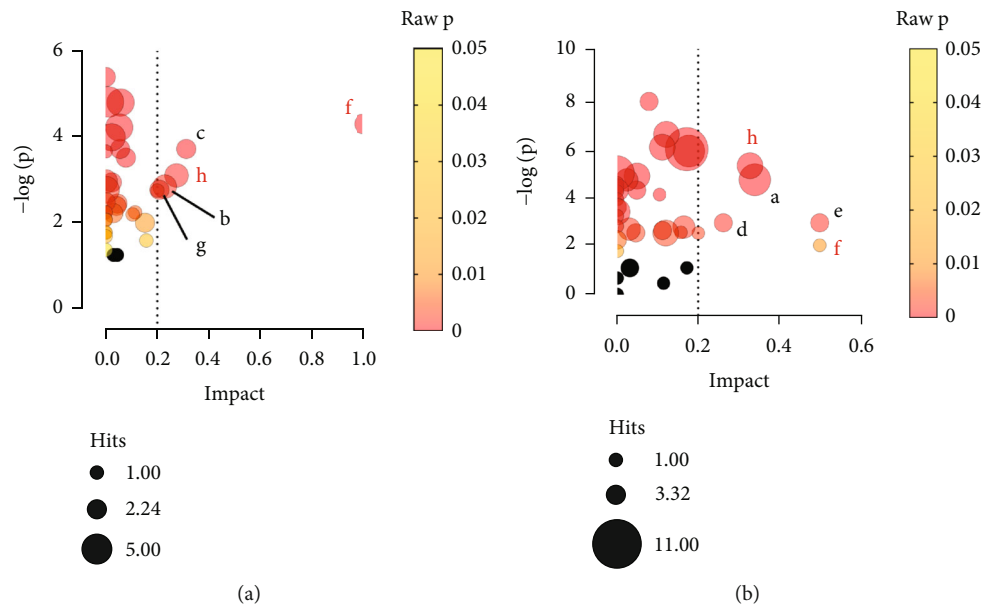 Raw p
6
4
2
0
−log (p)
f
c
h
b
g
0.0 0.2 0.4 0.6 0.8 1.0
Impact
0.05
0.04
0.03
0.02
0.01
0
Hits
1.00
2.24
5.00
(a)
Raw p
10
8
6
4
2
0
−log (p)
h
a
d
e
f
0.0 0.2 0.4 0.6
Impact
0.05
0.04
0.03
0.02
0.01
0
Hits
1.00
3.32
11.00
(b)